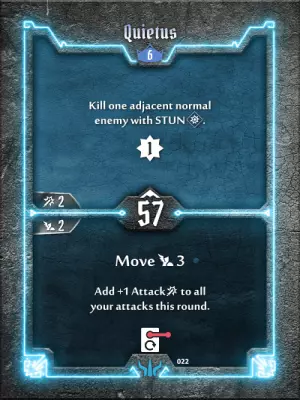 Quietus
6
Kill one adjacent normal
enemy with STUN.
1
2
57
2
Move 3
Add +1 Attack to all
your attacks this round.
022